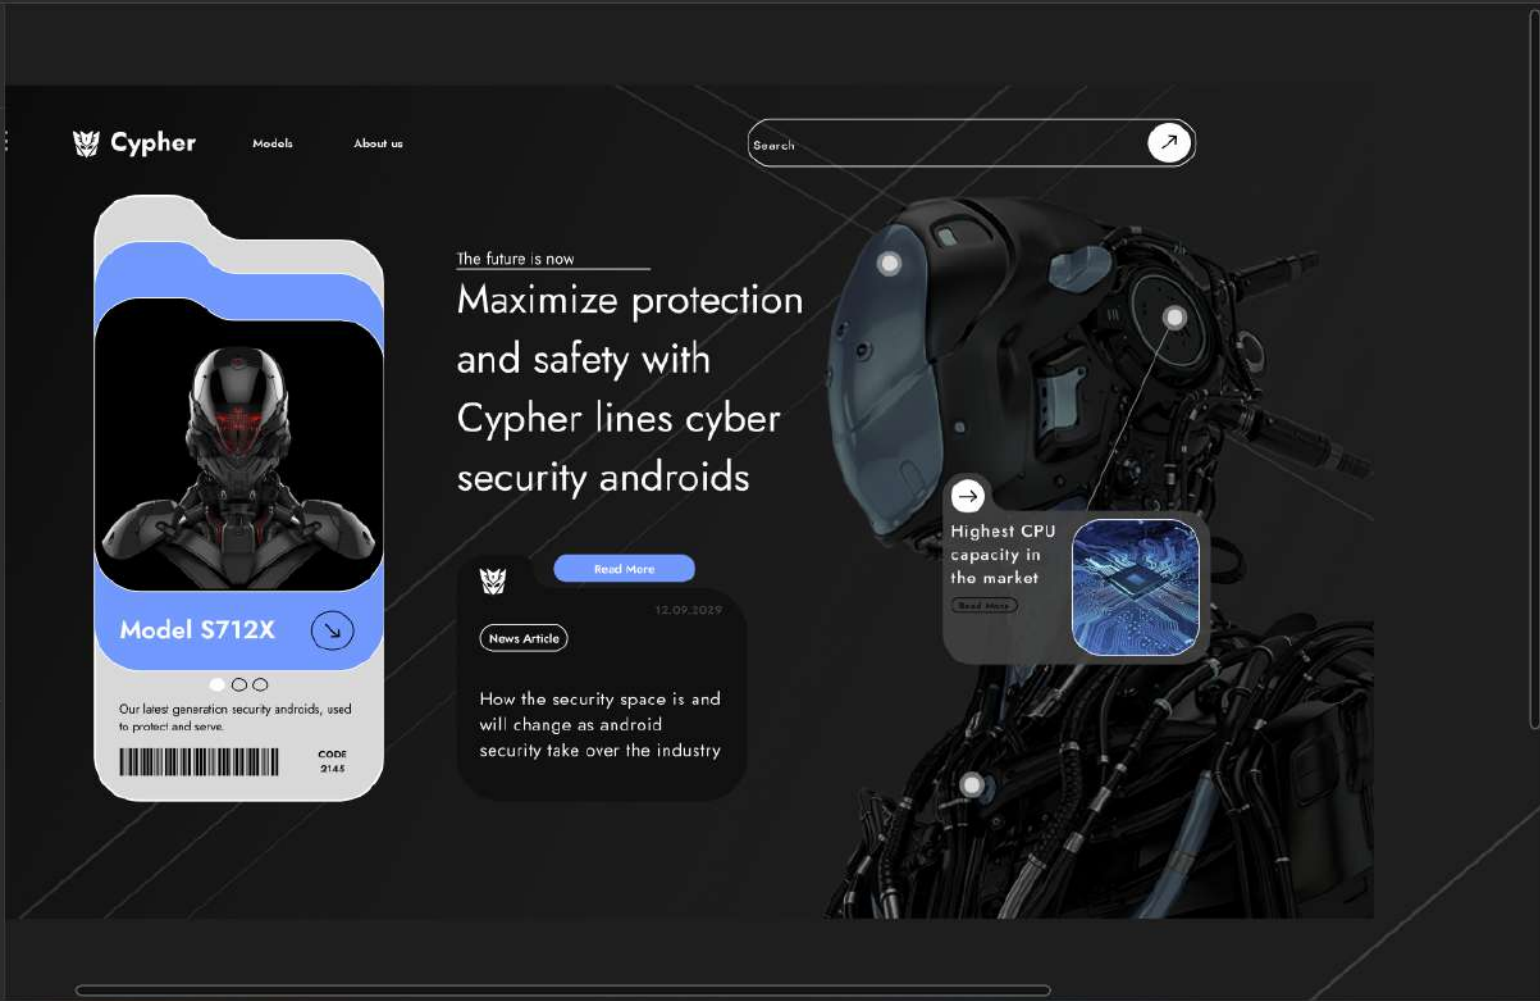 Cypher
Models
About us
Search
The future is now
Maximize protection
and safety with
Cypher lines cyber
security androids
Read More
12.09.2029
News Article
How the security space is and
will change as android
security take over the industry
Model S712X
Our latest generation security androids, used
to protect and serve.
CODE
2145
Highest CPU
capacity in
the market
Read More